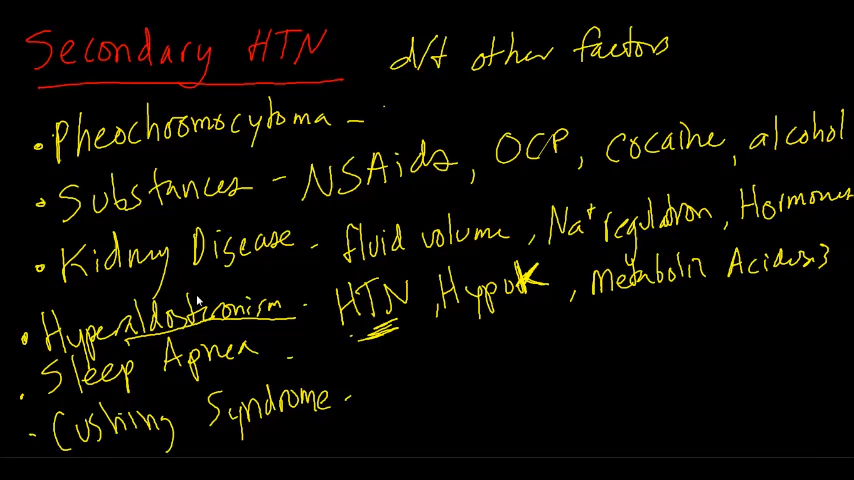 Secondary HTN d/t other factors
• Pheochromocytoma -
• Substances - NSAids, OCP, cocaine, alcohol
• Kidney Disease - fluid volume, Na+ regulation, Hormones
• Hyperaldosteronism - HTN, HypoK, Metabolic Acidosis
• Sleep Apnea -
- Cushing Syndrome -